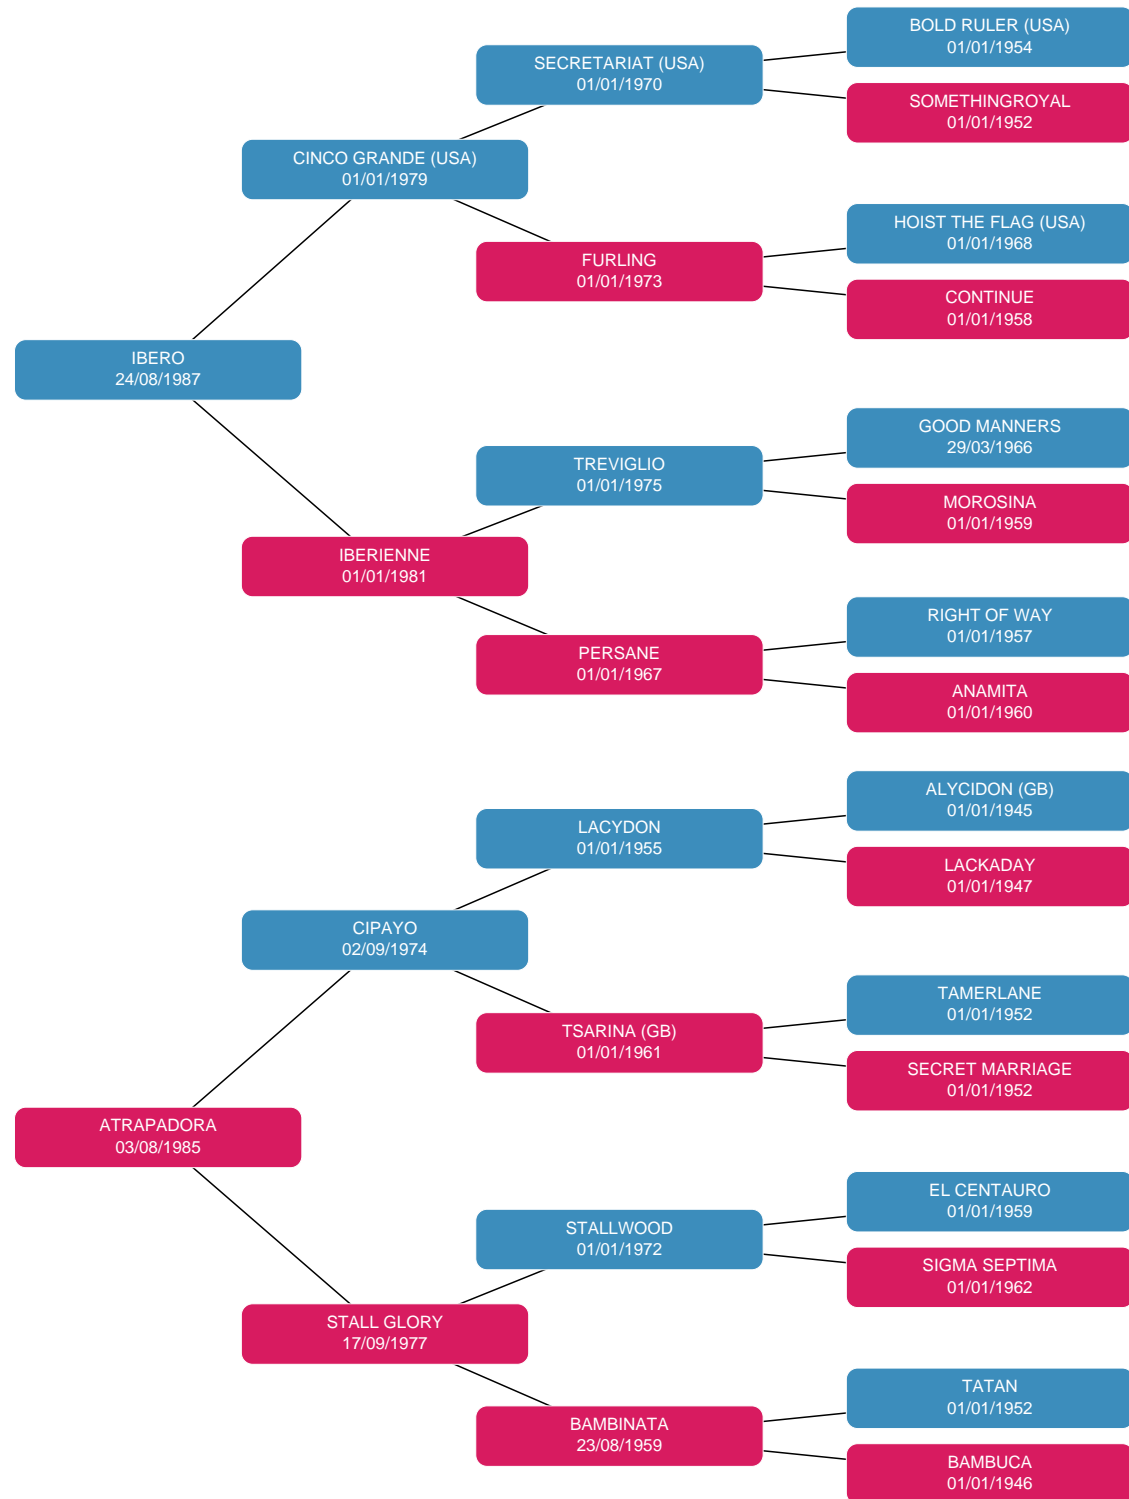 BOLD RULER (USA)
01/01/1954
SECRETARIAT (USA)
01/01/1970
SOMETHINGROYAL
01/01/1952
CINCO GRANDE (USA)
01/01/1979
HOIST THE FLAG (USA)
01/01/1968
FURLING
01/01/1973
CONTINUE
01/01/1958
IBERO
24/08/1987
GOOD MANNERS
29/03/1966
TREVIGLIO
01/01/1975
MOROSINA
01/01/1959
IBERIENNE
01/01/1981
RIGHT OF WAY
01/01/1957
PERSANE
01/01/1967
ANAMITA
01/01/1960
ALYCIDON (GB)
01/01/1945
LACYDON
01/01/1955
LACKADAY
01/01/1947
CIPAYO
02/09/1974
TAMERLANE
01/01/1952
TSARINA (GB)
01/01/1961
SECRET MARRIAGE
01/01/1952
ATRAPADORA
03/08/1985
EL CENTAURO
01/01/1959
STALLWOOD
01/01/1972
SIGMA SEPTIMA
01/01/1962
STALL GLORY
17/09/1977
TATAN
01/01/1952
BAMBINATA
23/08/1959
BAMBUCA
01/01/1946